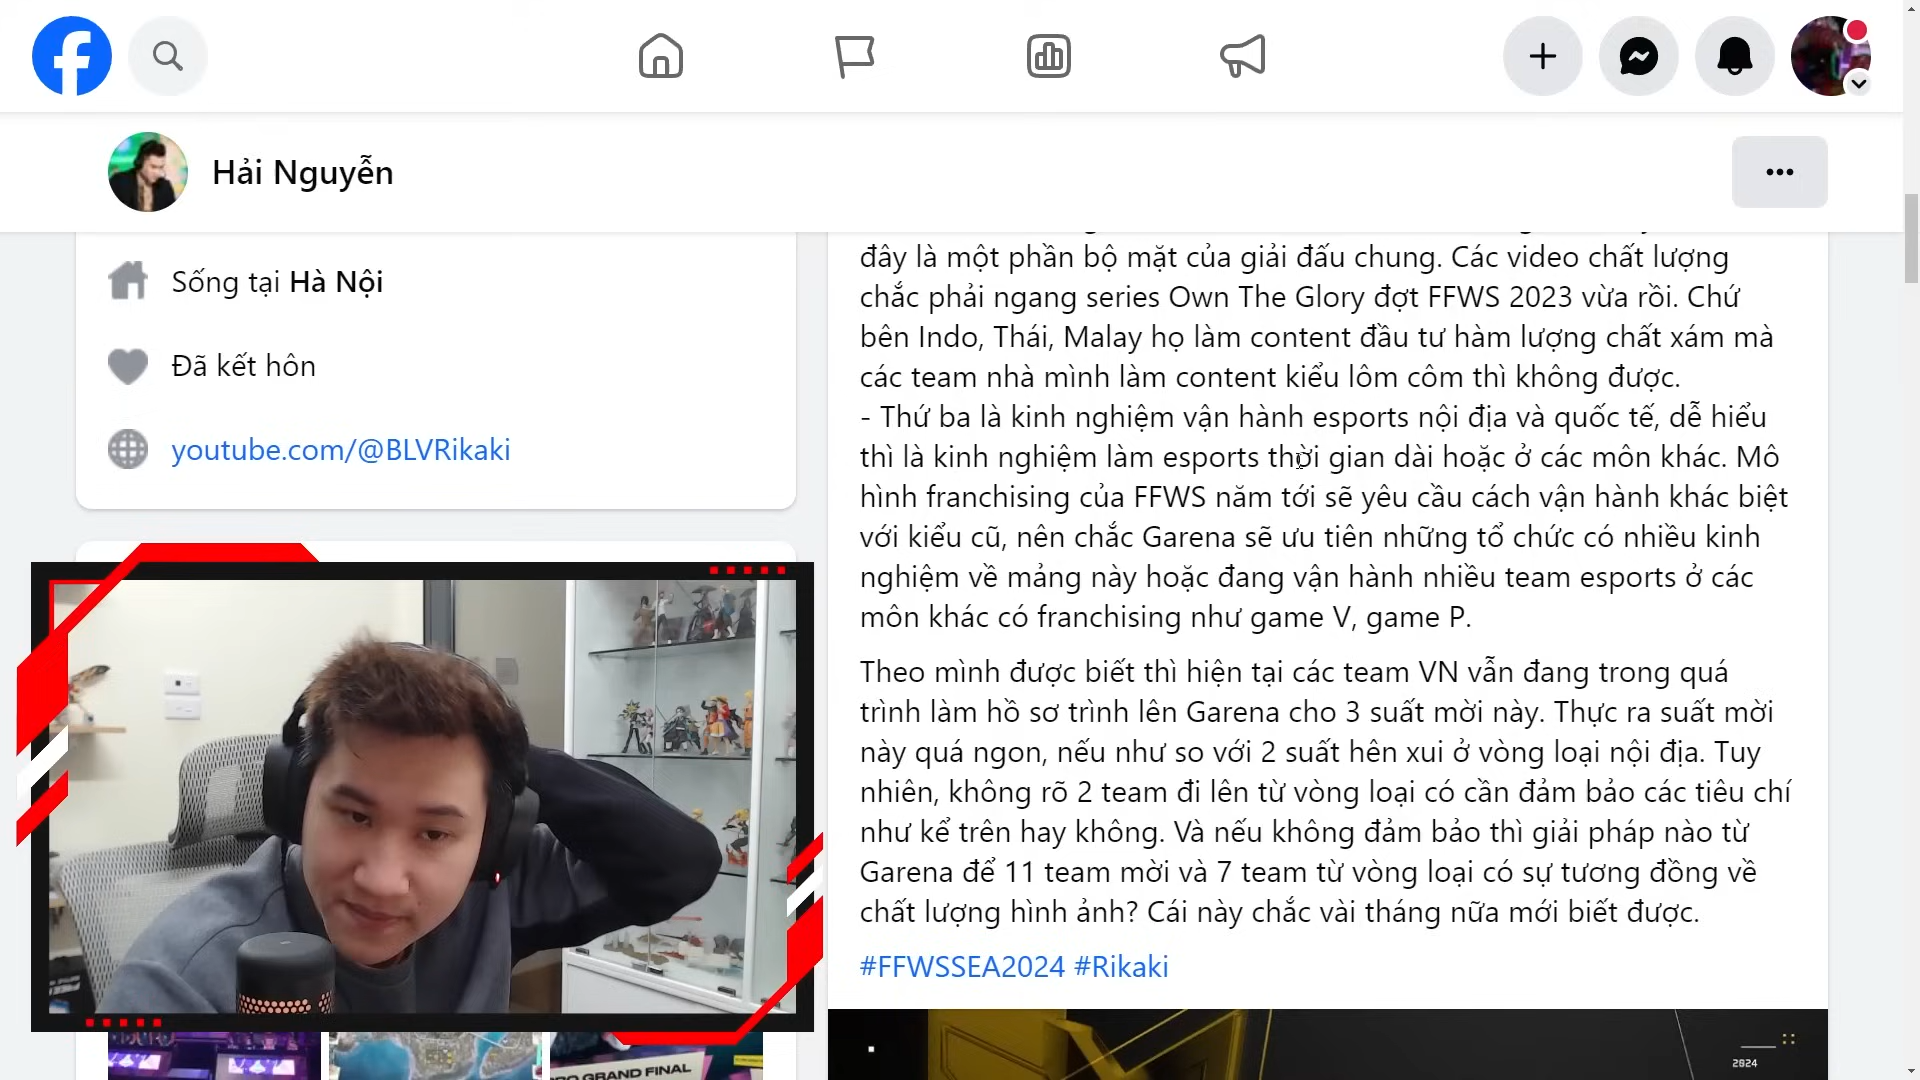 Hải Nguyễn
Sống tại Hà Nội
Đã kết hôn
youtube.com/@BLVRikaki
đây là một phần bộ mặt của giải đấu chung. Các video chất lượng
chắc phải ngang series Own The Glory đợt FFWS 2023 vừa rồi. Chứ
bên Indo, Thái, Malay họ làm content đầu tư hàm lượng chất xám mà
các team nhà mình làm content kiểu lôm côm thì không được.
- Thứ ba là kinh nghiệm vận hành esports nội địa và quốc tế, dễ hiểu
thì là kinh nghiệm làm esports thời gian dài hoặc ở các môn khác. Mô
hình franchising của FFWS năm tới sẽ yêu cầu cách vận hành khác biệt
với kiểu cũ, nên chắc Garena sẽ ưu tiên những tổ chức có nhiều kinh
nghiệm về mảng này hoặc đang vận hành nhiều team esports ở các
môn khác có franchising như game V, game P.
Theo mình được biết thì hiện tại các team VN vẫn đang trong quá
trình làm hồ sơ trình lên Garena cho 3 suất mời này. Thực ra suất mời
này quá ngon, nếu như so với 2 suất hên xui ở vòng loại nội địa. Tuy
nhiên, không rõ 2 team đi lên từ vòng loại có cần đảm bảo các tiêu chí
như kể trên hay không. Và nếu không đảm bảo thì giải pháp nào từ
Garena để 11 team mời và 7 team từ vòng loại có sự tương đồng về
chất lượng hình ảnh? Cái này chắc vài tháng nữa mới biết được.
#FFWSSEA2024 #Rikaki
GRAND FINAL
2024